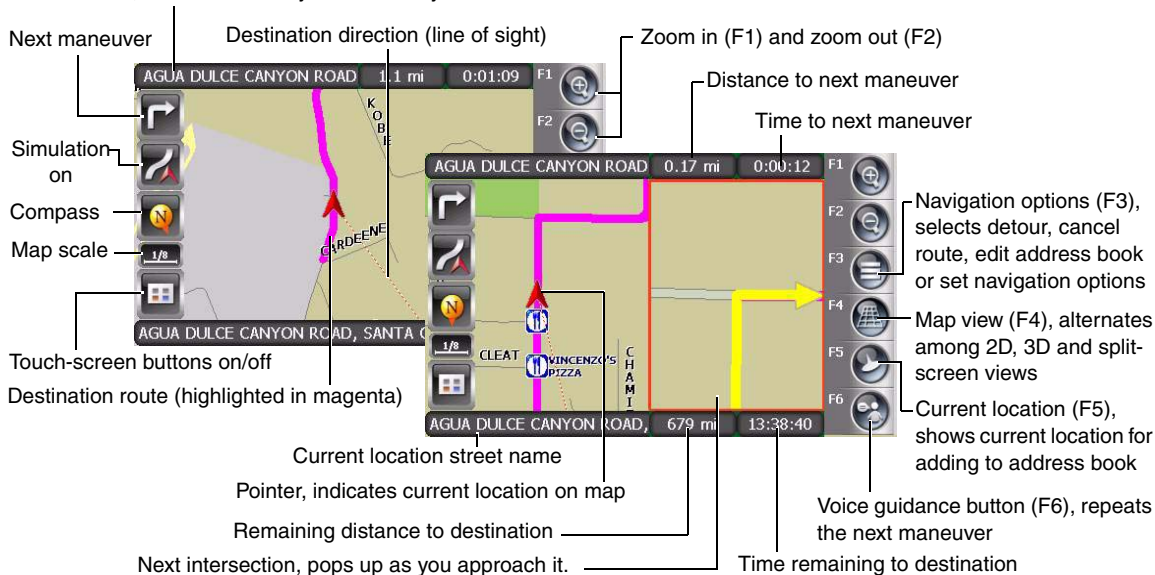 Next maneuver
Destination direction (line of sight)
Zoom in (F1) and zoom out (F2)
AGUA DULCE CANYON ROAD 1.1 mi 0:01:09 F1
Distance to next maneuver
KOBE
F2
Time to next maneuver
Simulation
on
AGUA DULCE CANYON ROAD 0.17 mi 0:00:12 F1
Compass
N
Navigation options (F3),
selects detour, cancel
route, edit address book
or set navigation options
F2
CARDEENE
Map scale
1/8
F3
N
F4
Map view (F4), alternates
among 2D, 3D and split-
screen views
AGUA DULCE CANYON ROAD, SANTA
1/8
CLEAT
VINCENZO'S
PIZZA
F5
Touch-screen buttons on/off
Destination route (highlighted in magenta)
F6
Current location (F5),
shows current location for
adding to address book
AGUA DULCE CANYON ROAD, 679 mi 13:38:40
Current location street name
Pointer, indicates current location on map
Voice guidance button (F6), repeats
the next maneuver
Remaining distance to destination
Next intersection, pops up as you approach it.
Time remaining to destination